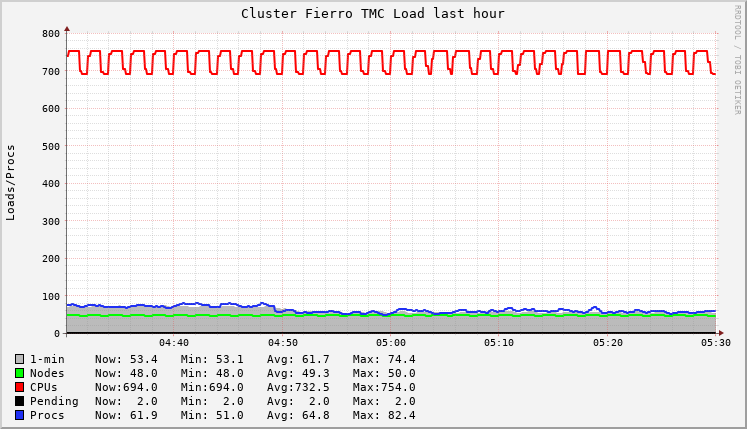 Cluster Fierro TMC Load last hour
RRDTOOL / TOBI OETIKER
Loads/Procs
800
700
600
500
400
300
200
100
0
04:40 04:50 05:00 05:10 05:20 05:30
1-min Now: 53.4 Min: 53.1 Avg: 61.7 Max: 74.4
Nodes Now: 48.0 Min: 48.0 Avg: 49.3 Max: 50.0
CPUs Now:694.0 Min:694.0 Avg:732.5 Max:754.0
Pending Now: 2.0 Min: 2.0 Avg: 2.0 Max: 2.0
Procs Now: 61.9 Min: 51.0 Avg: 64.8 Max: 82.4